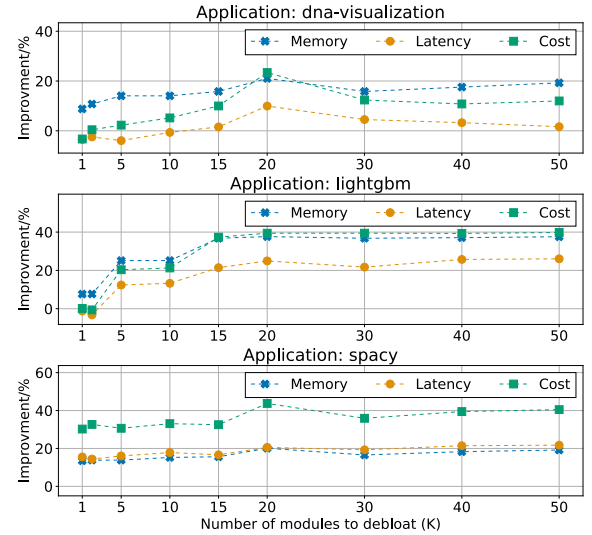 Application: dna-visualization
Improvment/%
40
20
0
Memory Latency Cost
1 5 10 15 20 30 40 50
Application: lightgbm
Improvment/%
60
40
20
0
Memory Latency Cost
1 5 10 15 20 30 40 50
Application: spacy
Improvment/%
60
40
20
0
Memory Latency Cost
1 5 10 15 20 30 40 50
Number of modules to debloat (K)